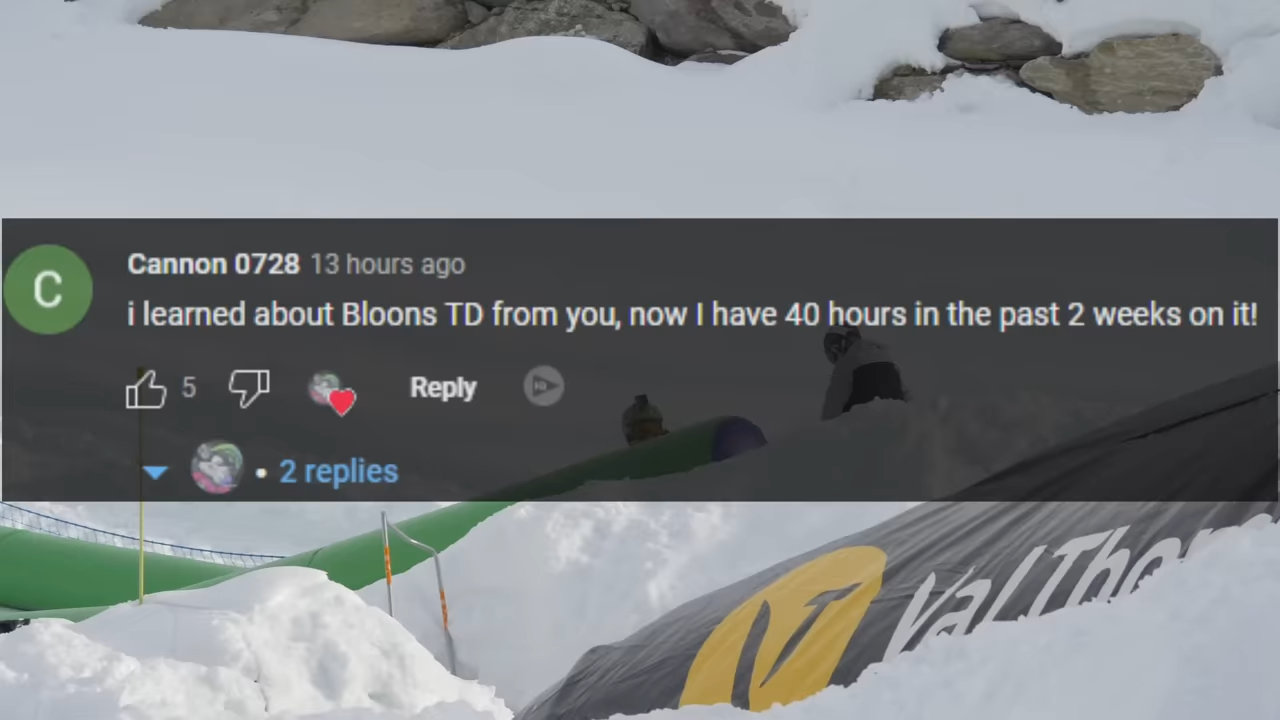 C
Cannon 0728 13 hours ago
i learned about Bloons TD from you, now I have 40 hours in the past 2 weeks on it!
5
Reply
2 replies
VT
Val Thor